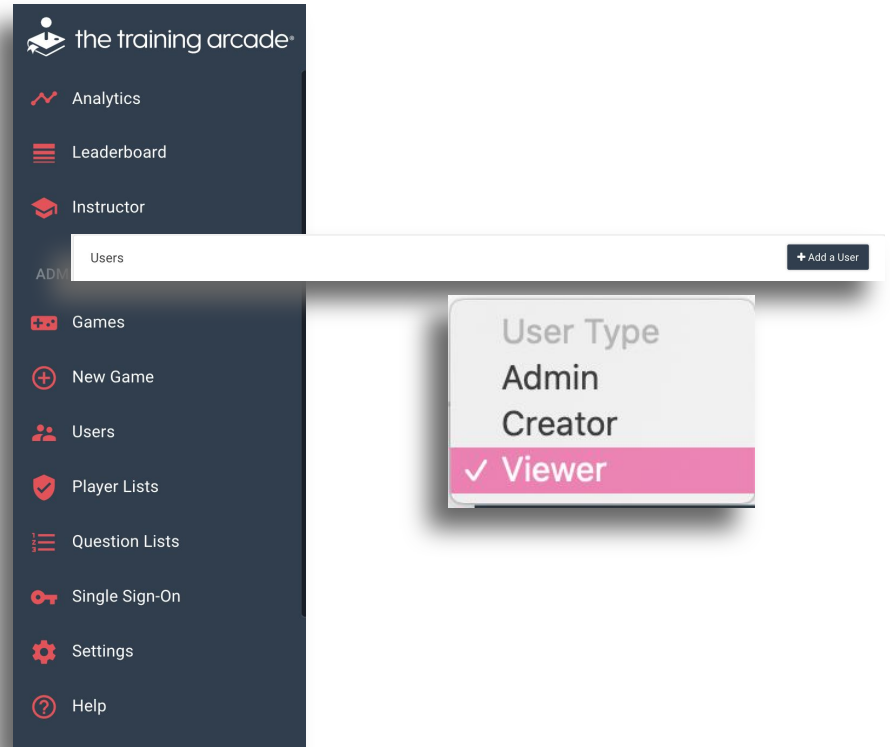 the training arcade®
Analytics
Leaderboard
Instructor
Users
+ Add a User
ADM
Games
New Game
Users
Player Lists
Question Lists
Single Sign-On
Settings
Help
User Type
Admin
Creator
✓ Viewer